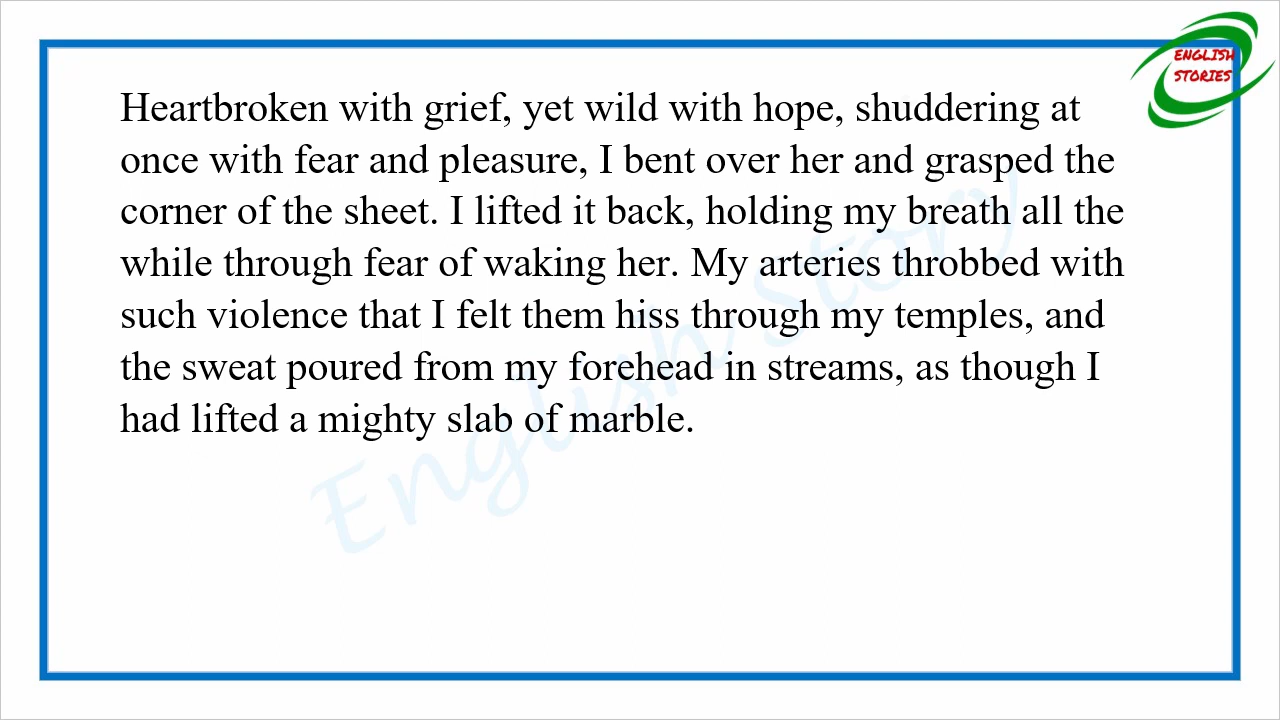 ENGLISH
STORIES
Heartbroken with grief, yet wild with hope, shuddering at
once with fear and pleasure, I bent over her and grasped the
corner of the sheet. I lifted it back, holding my breath all the
while through fear of waking her. My arteries throbbed with
such violence that I felt them hiss through my temples, and
the sweat poured from my forehead in streams, as though I
had lifted a mighty slab of marble.
English Story